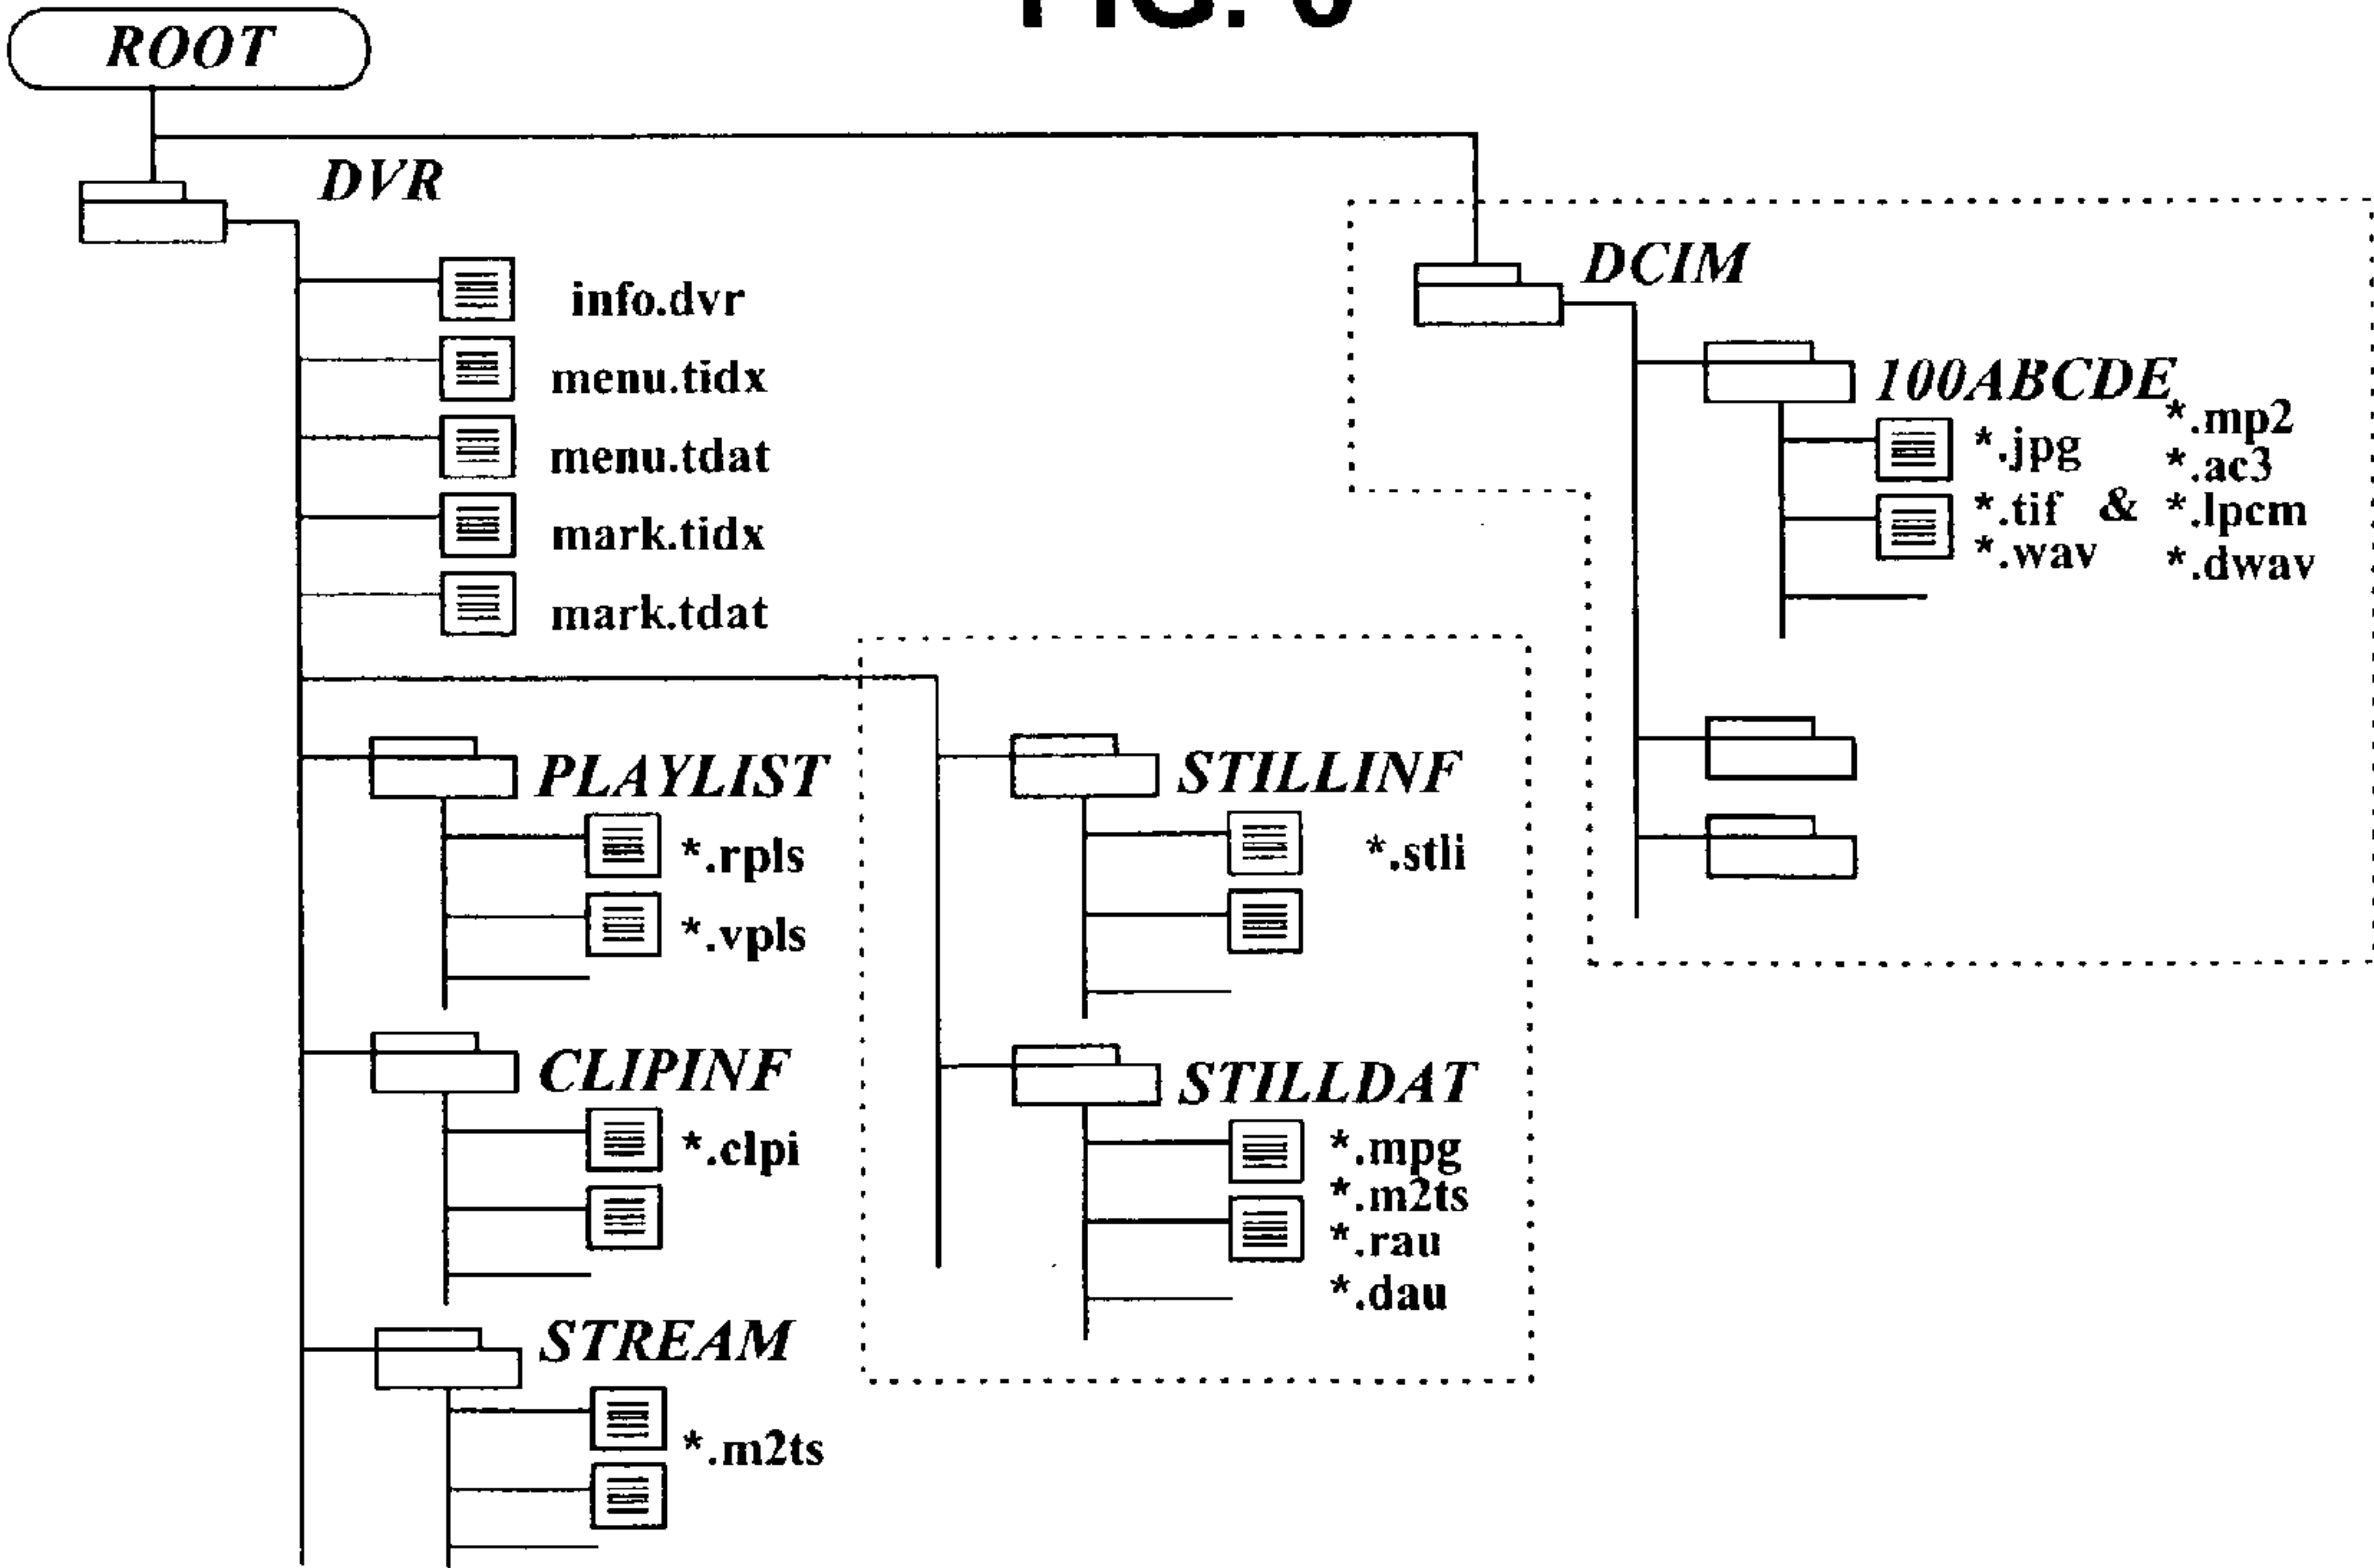 ROOT
DVR
info.dvr
menu.tidx
menu.tdat
mark.tidx
mark.tdat
PLAYLIST
*.rpls
*.vpls
CLIPINF
*.clpi
STREAM
*.m2ts
STILLINF
*.stli
STILLDAT
*.mpg
*.m2ts
*.rau
*.dau
DCIM
100ABCDE
*.jpg
*.tif & 
*.wav
*.mp2
*.ac3
*.lpcm
*.dwav